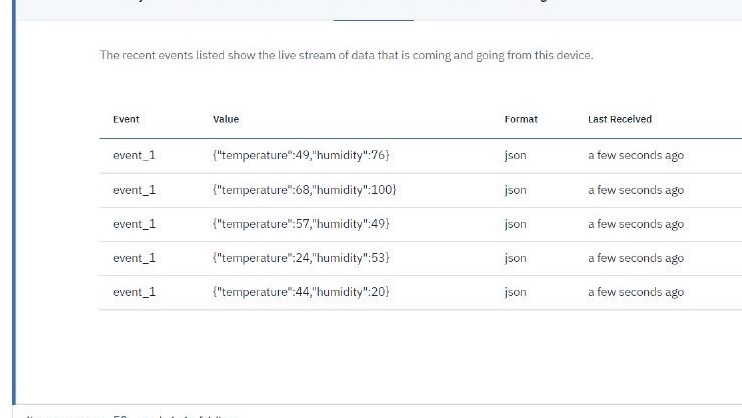 The recent events listed show the live stream of data that is coming and going from this device.
Event Value Format Last Received
event_1 {"temperature":49,"humidity":76} json a few seconds ago
event_1 {"temperature":68,"humidity":100} json a few seconds ago
event_1 {"temperature":57,"humidity":49} json a few seconds ago
event_1 {"temperature":24,"humidity":53} json a few seconds ago
event_1 {"temperature":44,"humidity":20} json a few seconds ago